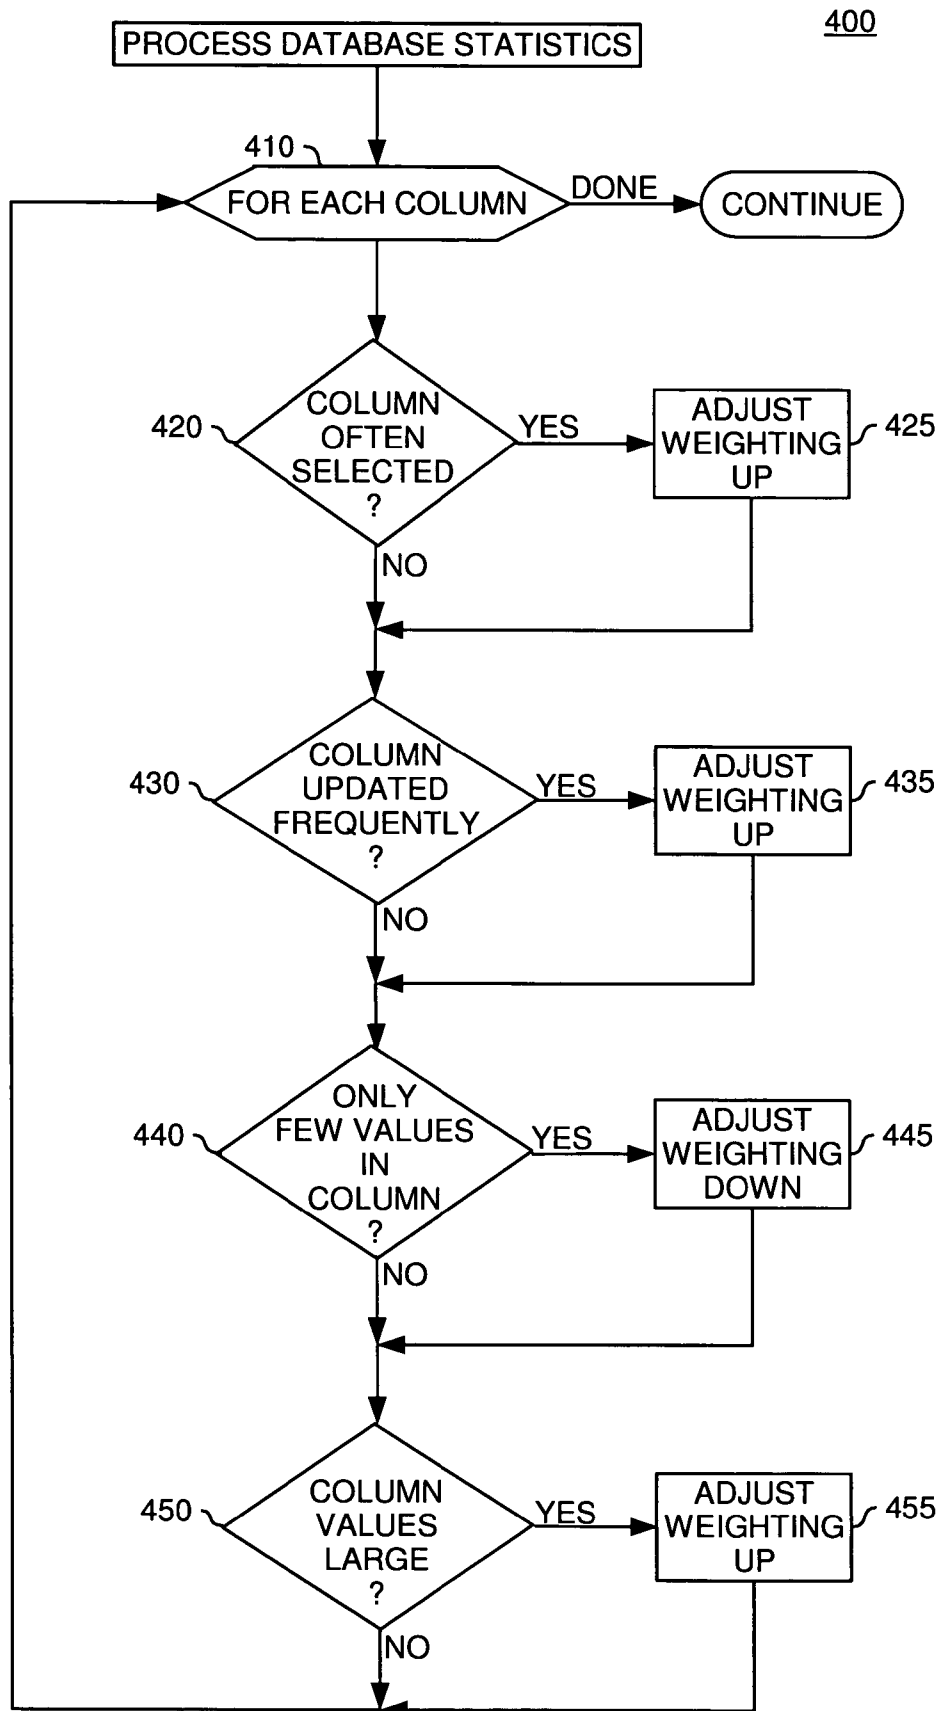 400
PROCESS DATABASE STATISTICS
410
FOR EACH COLUMN
DONE
CONTINUE
420
COLUMN
OFTEN
SELECTED
?
YES
ADJUST
WEIGHTING
UP
425
NO
430
COLUMN
UPDATED
FREQUENTLY
?
YES
ADJUST
WEIGHTING
UP
435
NO
440
ONLY
FEW VALUES
IN
COLUMN
?
YES
ADJUST
WEIGHTING
DOWN
445
NO
450
COLUMN
VALUES
LARGE
?
YES
ADJUST
WEIGHTING
UP
455
NO